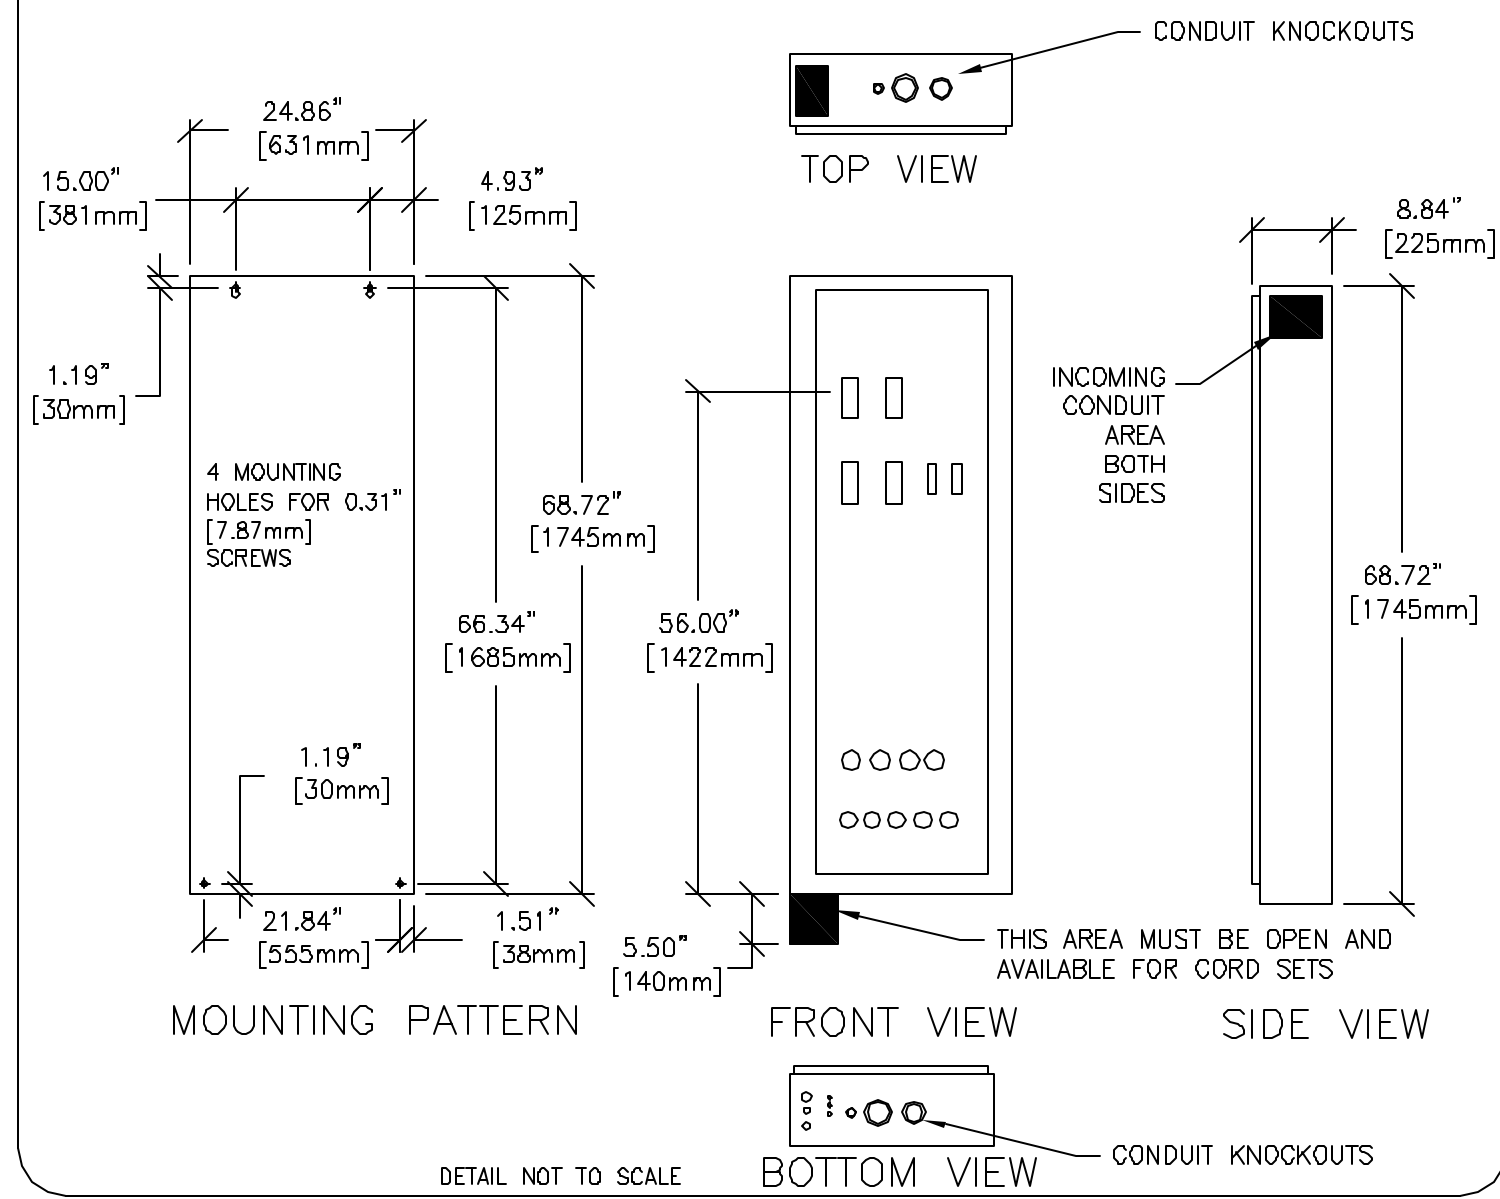 CONDUIT KNOCKOUTS
TOP VIEW
24.86"
[631mm]
15.00"
[381mm]
4.93"
[125mm]
1.19"
[30mm]
4 MOUNTING
HOLES FOR 0.31"
[7.87mm]
SCREWS
68.72"
[1745mm]
66.34"
[1685mm]
1.19"
[30mm]
21.84"
[555mm]
1.51"
[38mm]
MOUNTING PATTERN
56.00"
[1422mm]
5.50"
[140mm]
THIS AREA MUST BE OPEN AND
AVAILABLE FOR CORD SETS
FRONT VIEW
8.84"
[225mm]
INCOMING
CONDUIT
AREA
BOTH
SIDES
68.72"
[1745mm]
SIDE VIEW
CONDUIT KNOCKOUTS
BOTTOM VIEW
DETAIL NOT TO SCALE